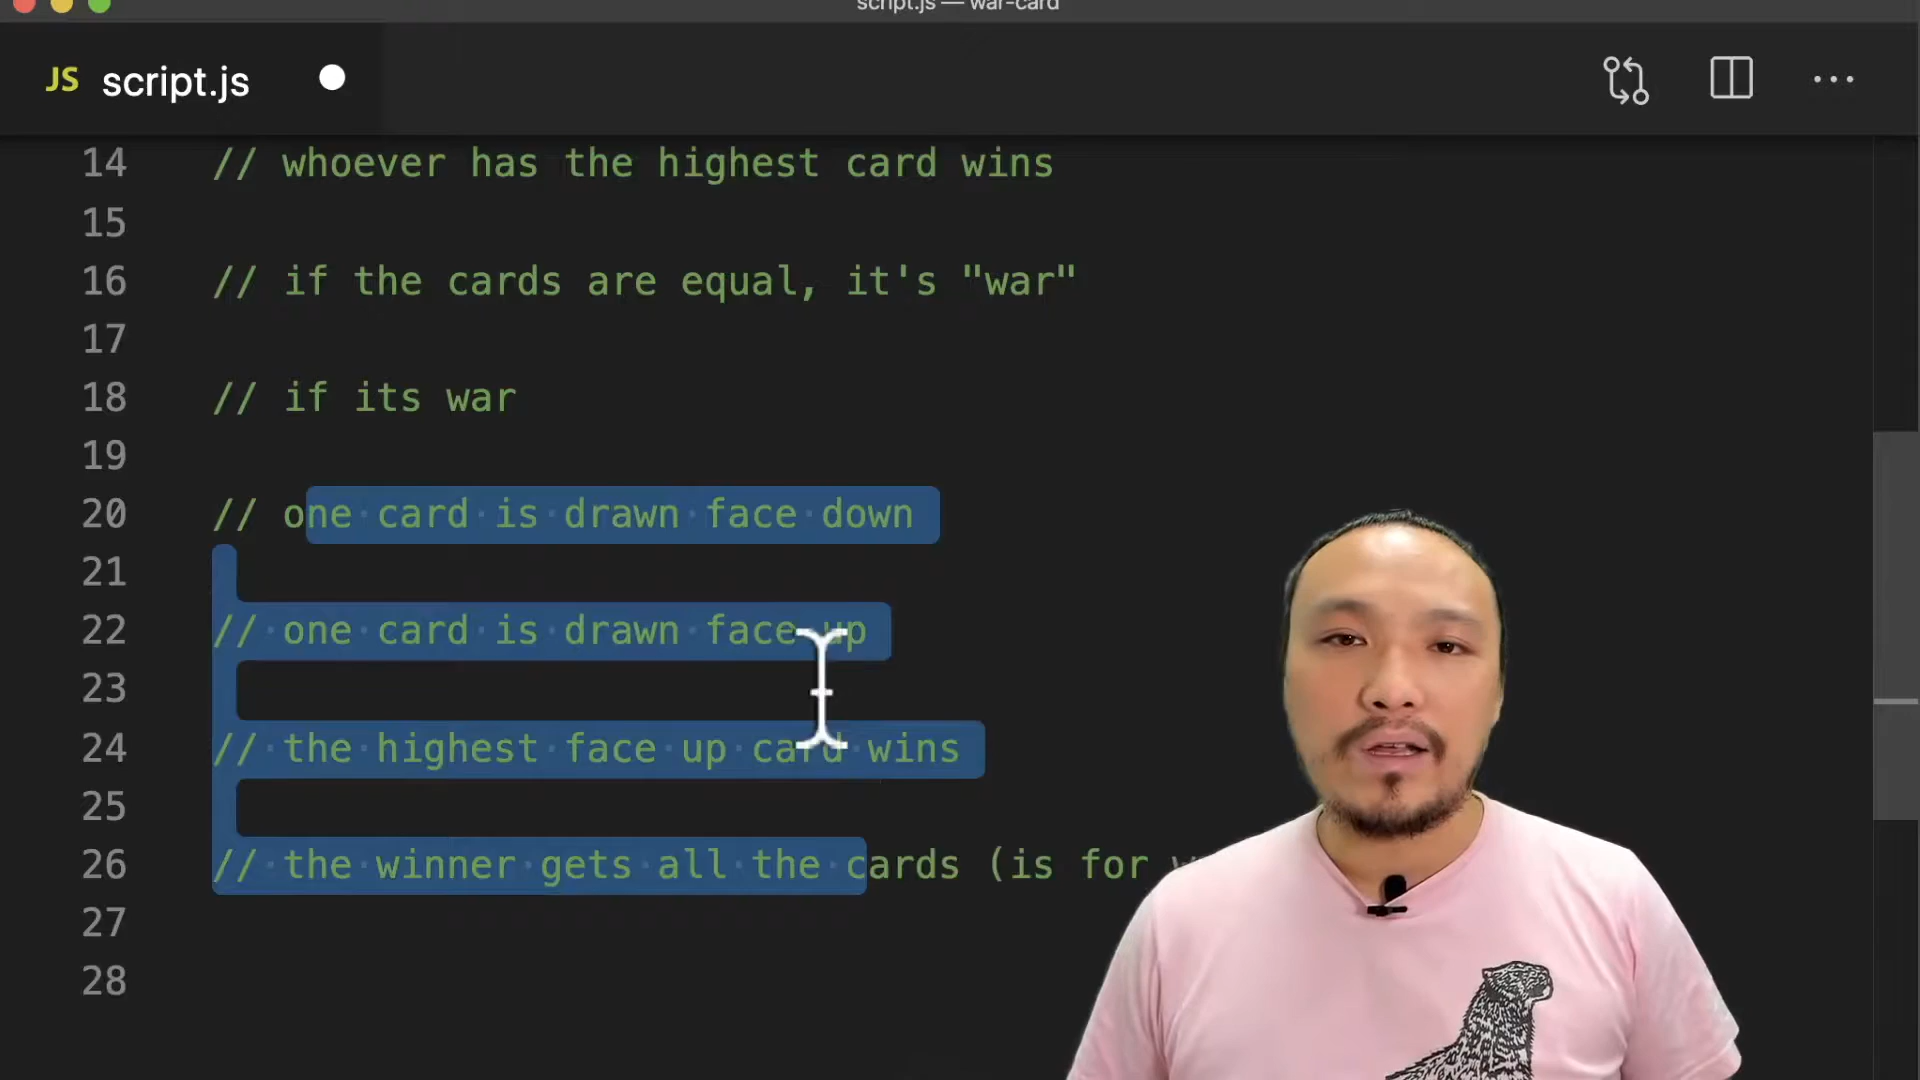 script.js — war-card
JS script.js
14 // whoever has the highest card wins
15
16 // if the cards are equal, it's "war"
17
18 // if its war
19
20 // one card is drawn face down
21
22 // one card is drawn face up
23
24 // the highest face up card wins
25
26 // the winner gets all the cards (is for
27
28